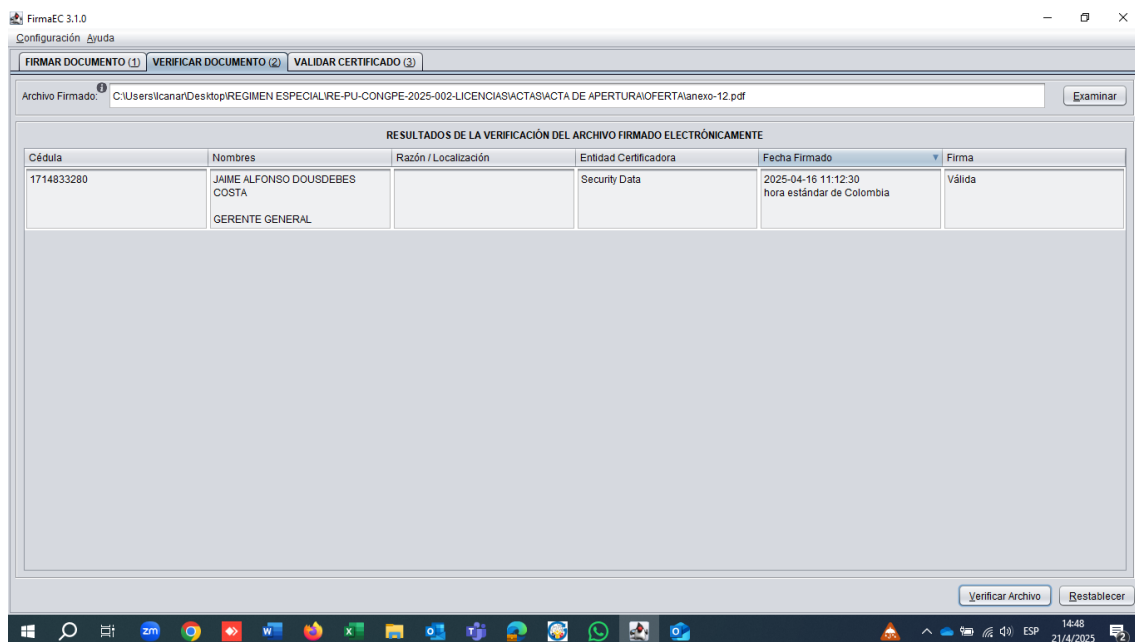 FirmaEC 3.1.0
Configuración Ayuda
FIRMAR DOCUMENTO (1) VERIFICAR DOCUMENTO (2) VALIDAR CERTIFICADO (3)
Archivo Firmado: C:\Users\lcanar\Desktop\REGIMEN ESPECIAL\RE-PU-CONGPE-2025-002-LICENCIAS\ACTAS\ACTA DE APERTURA\OFERTA\anexo-12.pdf Examinar
RESULTADOS DE LA VERIFICACIÓN DEL ARCHIVO FIRMADO ELECTRÓNICAMENTE
Cédula Nombres Razón / Localización Entidad Certificadora Fecha Firmado Firma
1714833280 JAIME ALFONSO DOUSDEBES Security Data 2025-04-16 11:12:30 Válida
COSTA hora estándar de Colombia
GERENTE GENERAL
Verificar Archivo Restablecer
zm ESP 14:48
21/4/2025 2